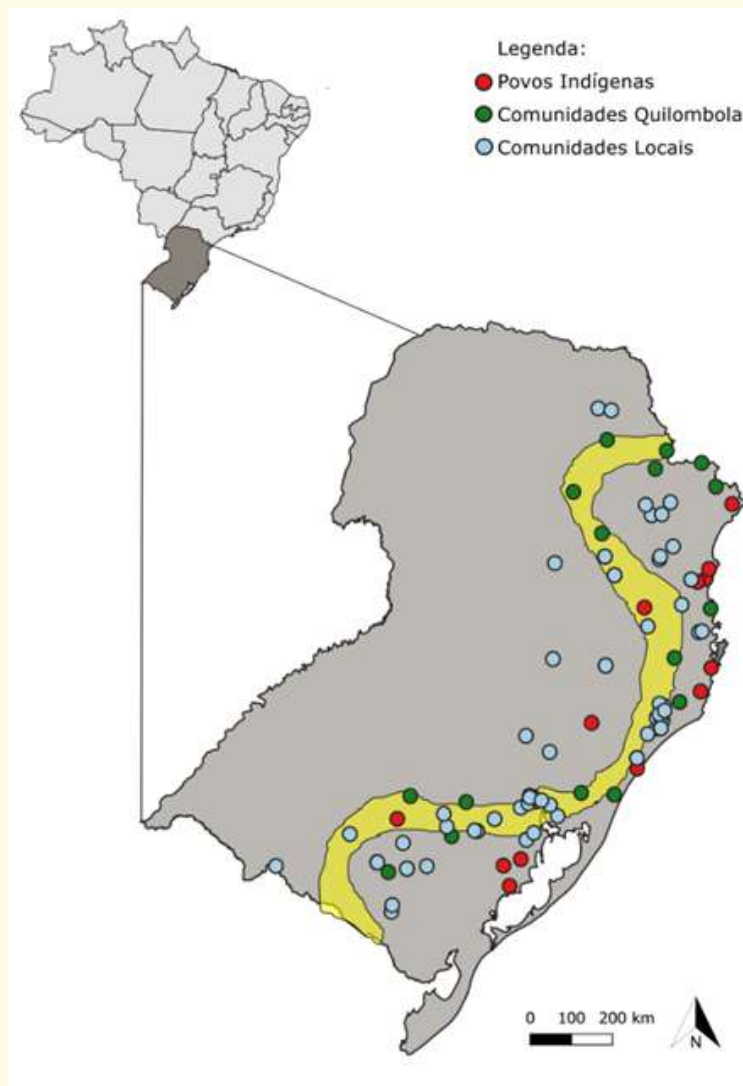 Legenda:
Povos Indígenas
Comunidades Quilombola
Comunidades Locais
0 100 200 km
N